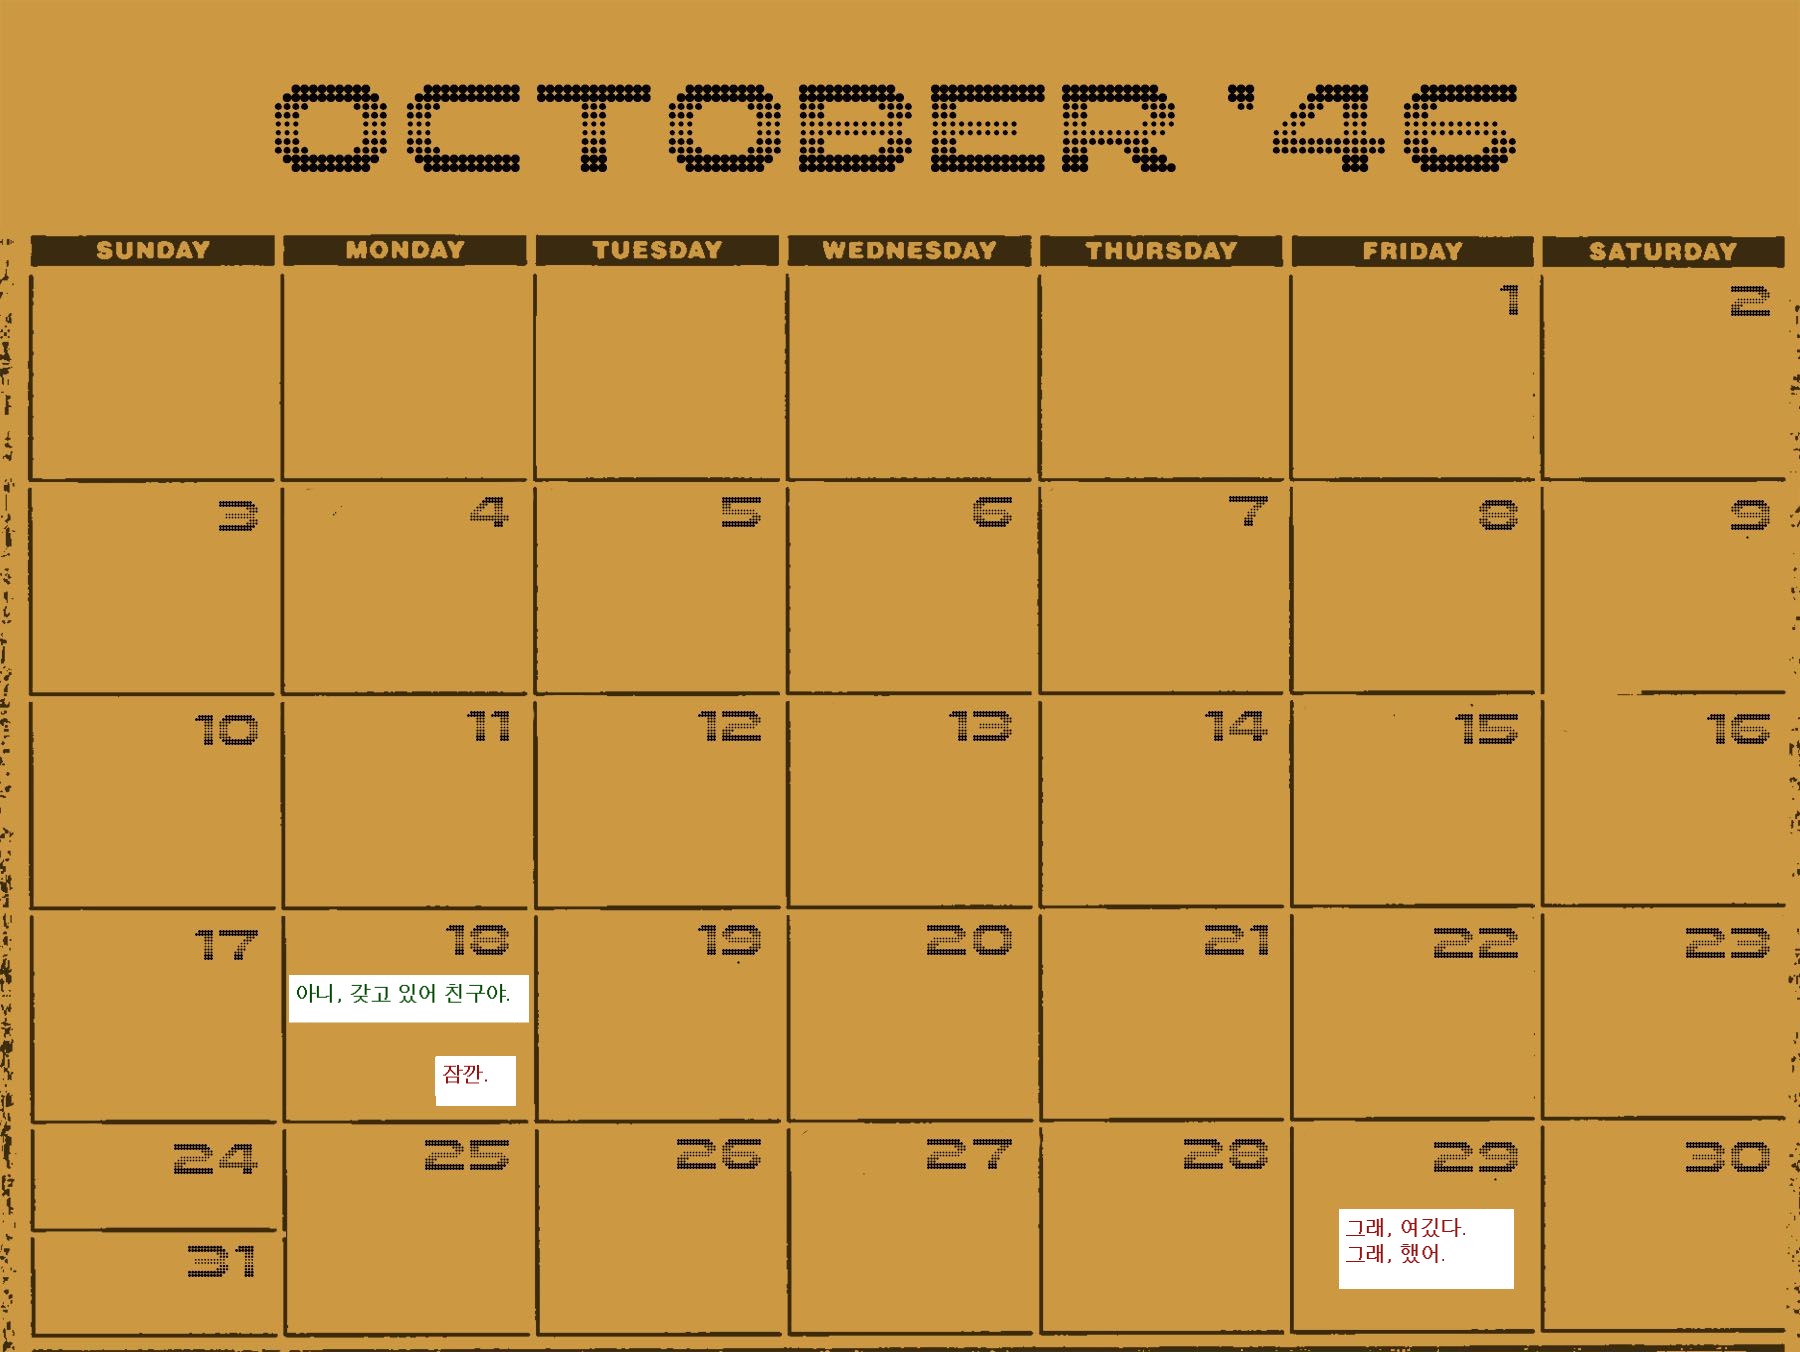 OCTOBER '46
SUNDAY MONDAY TUESDAY WEDNESDAY THURSDAY FRIDAY SATURDAY
1 2
3 4 5 6 7 8 9
10 11 12 13 14 15 16
17 18 19 20 21 22 23
아니, 갖고 있어 친구야.
잠깐.
24 25 26 27 28 29 30
그래, 여깄다.
그래, 했어.
31